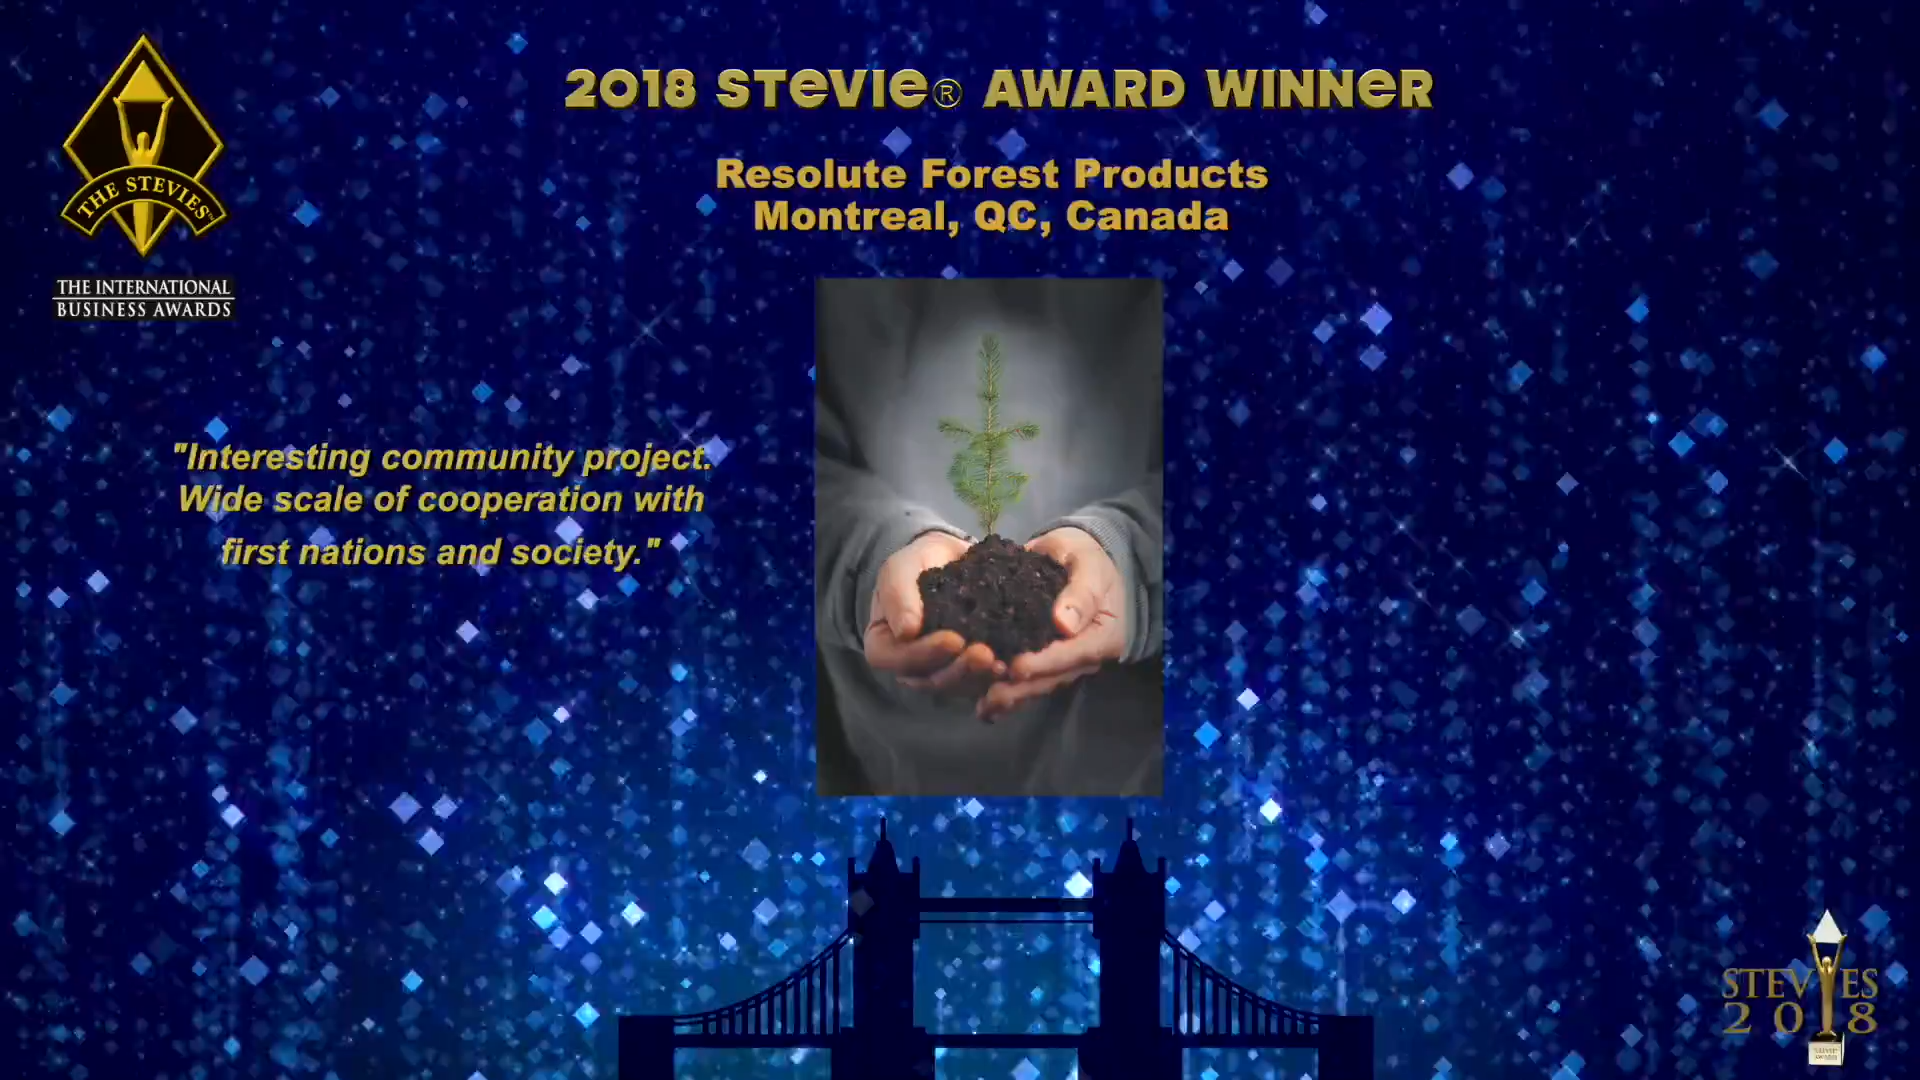 2018 STEVIE® AWARD WINNER
Resolute Forest Products
Montreal, QC, Canada
THE STEVIES™
THE INTERNATIONAL
BUSINESS AWARDS
"Interesting community project.
Wide scale of cooperation with
first nations and society."
STEVIES
2018